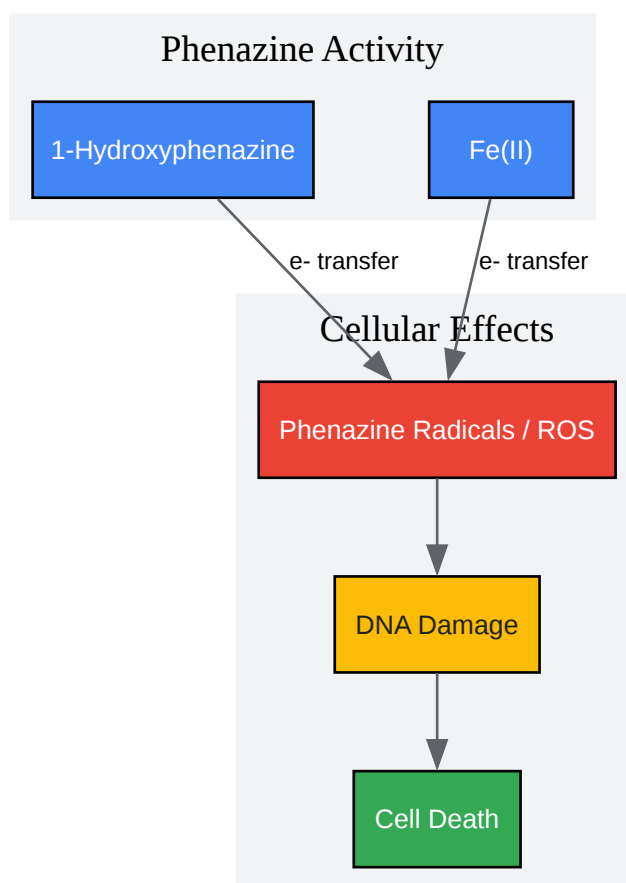 Phenazine Activity
1-Hydroxyphenazine
Fe(II)
e- transfer
e- transfer
Cellular Effects
Phenazine Radicals / ROS
DNA Damage
Cell Death